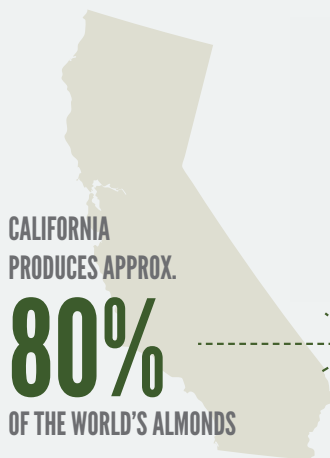 CALIFORNIA
PRODUCES APPROX.
80%
OF THE WORLD'S ALMONDS